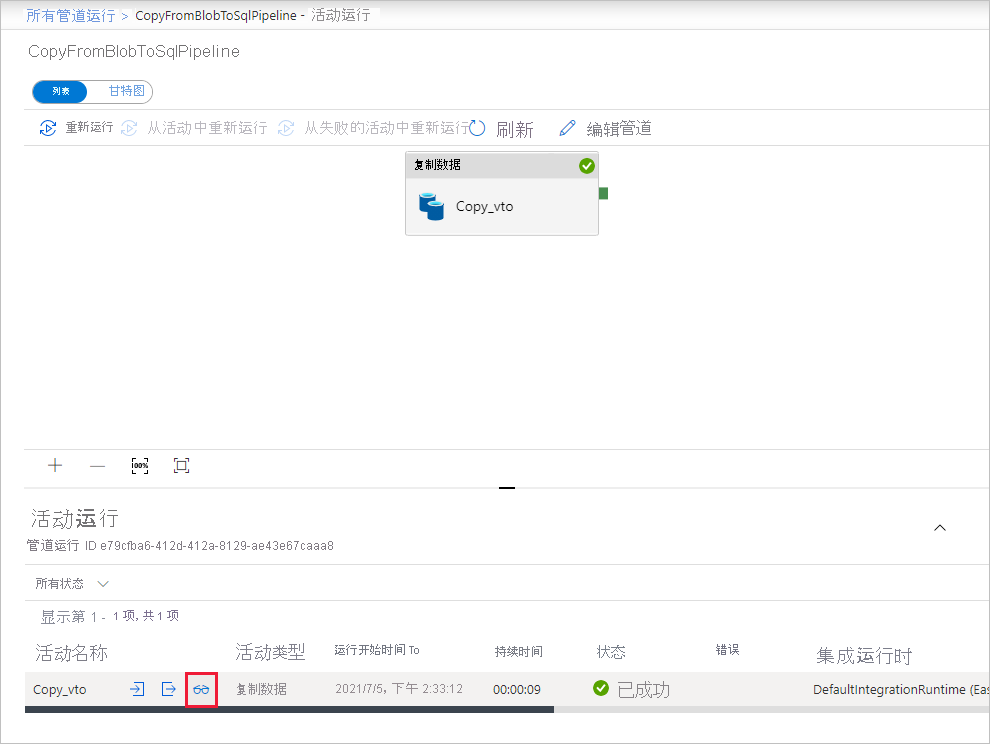 所有管道运行 > CopyFromBlobToSqlPipeline - 活动运行
CopyFromBlobToSqlPipeline
列表 甘特图
重新运行 从活动中重新运行 从失败的活动中重新运行 刷新 编辑管道
复制数据
Copy_vto
100%
活动运行
管道运行 ID e79cfba6-412d-412a-8129-ae43e67caaa8
所有状态
显示第 1 - 1 项, 共 1 项
活动名称 活动类型 运行开始时间 To 持续时间 状态 错误 集成运行时
Copy_vto 复制数据 2021/7/5, 下午 2:33:12 00:00:09 已成功 DefaultIntegrationRuntime (Eas